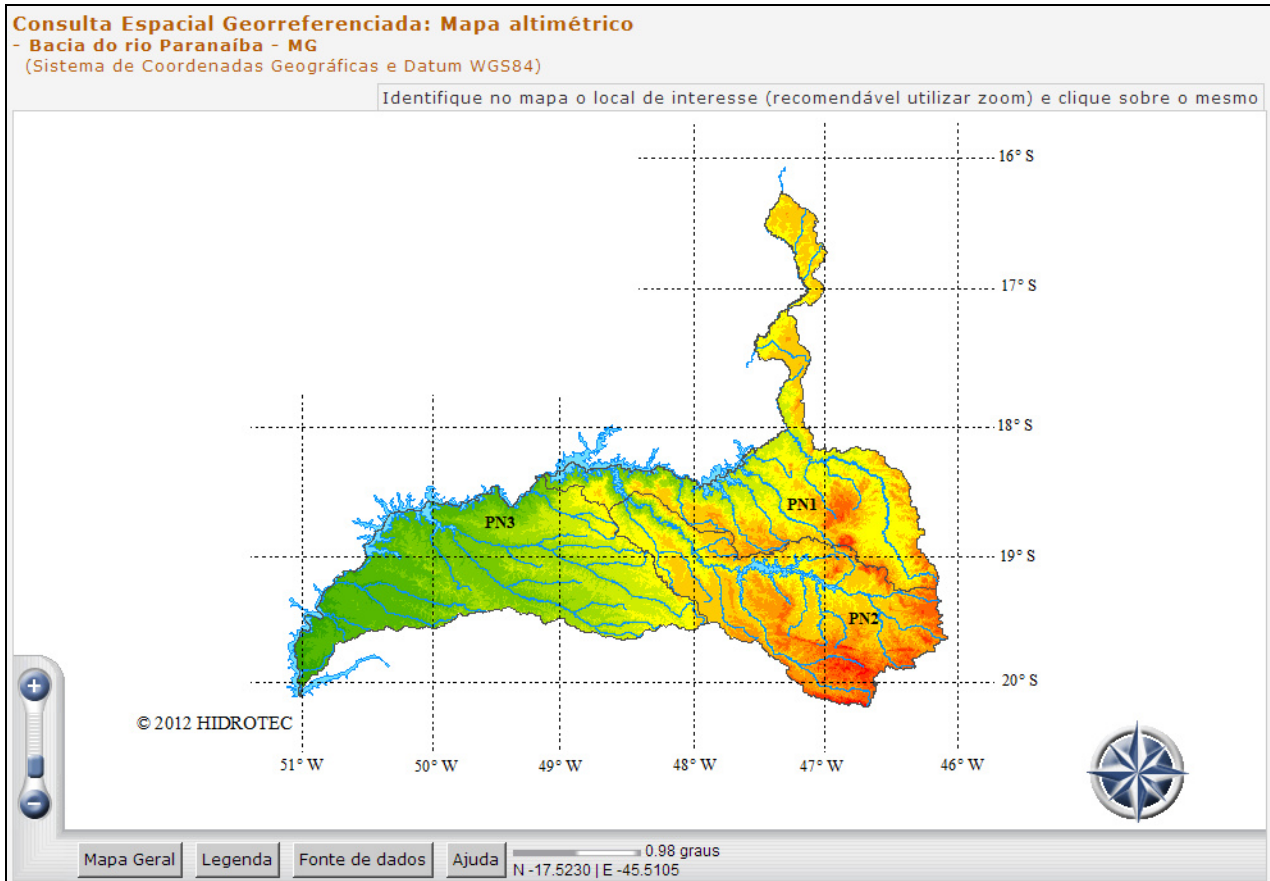 Consulta Espacial Georreferenciada: Mapa altimétrico
- Bacia do rio Paranaíba - MG
(Sistema de Coordenadas Geográficas e Datum WGS84)
Identifique no mapa o local de interesse (recomendável utilizar zoom) e clique sobre o mesmo
16° S
17° S
18° S
PN1
PN3
19° S
PN2
20° S
© 2012 HIDROTEC
51° W 50° W 49° W 48° W 47° W 46° W
Mapa Geral Legenda Fonte de dados Ajuda 0.98 graus
N -17.5230 | E -45.5105